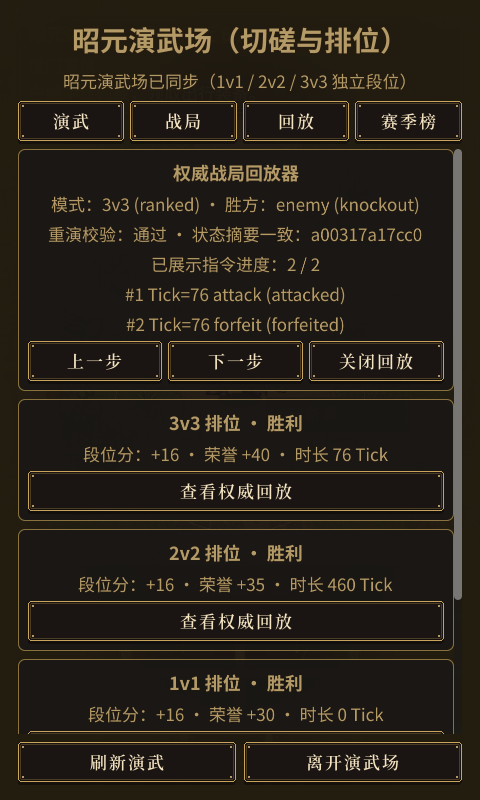 昭元演武场（切磋与排位）
昭元演武场已同步（1v1 / 2v2 / 3v3 独立段位）
演武 战局 回放 赛季榜
权威战局回放器
模式：3v3 (ranked) · 胜方：enemy (knockout)
重演校验：通过 · 状态摘要一致：a00317a17cc0
已展示指令进度：2 / 2
#1 Tick=76 attack (attacked)
#2 Tick=76 forfeit (forfeited)
上一步 下一步 关闭回放
3v3 排位 · 胜利
段位分：+16 · 荣誉 +40 · 时长 76 Tick
查看权威回放
2v2 排位 · 胜利
段位分：+16 · 荣誉 +35 · 时长 460 Tick
查看权威回放
1v1 排位 · 胜利
段位分：+16 · 荣誉 +30 · 时长 0 Tick
刷新演武 离开演武场